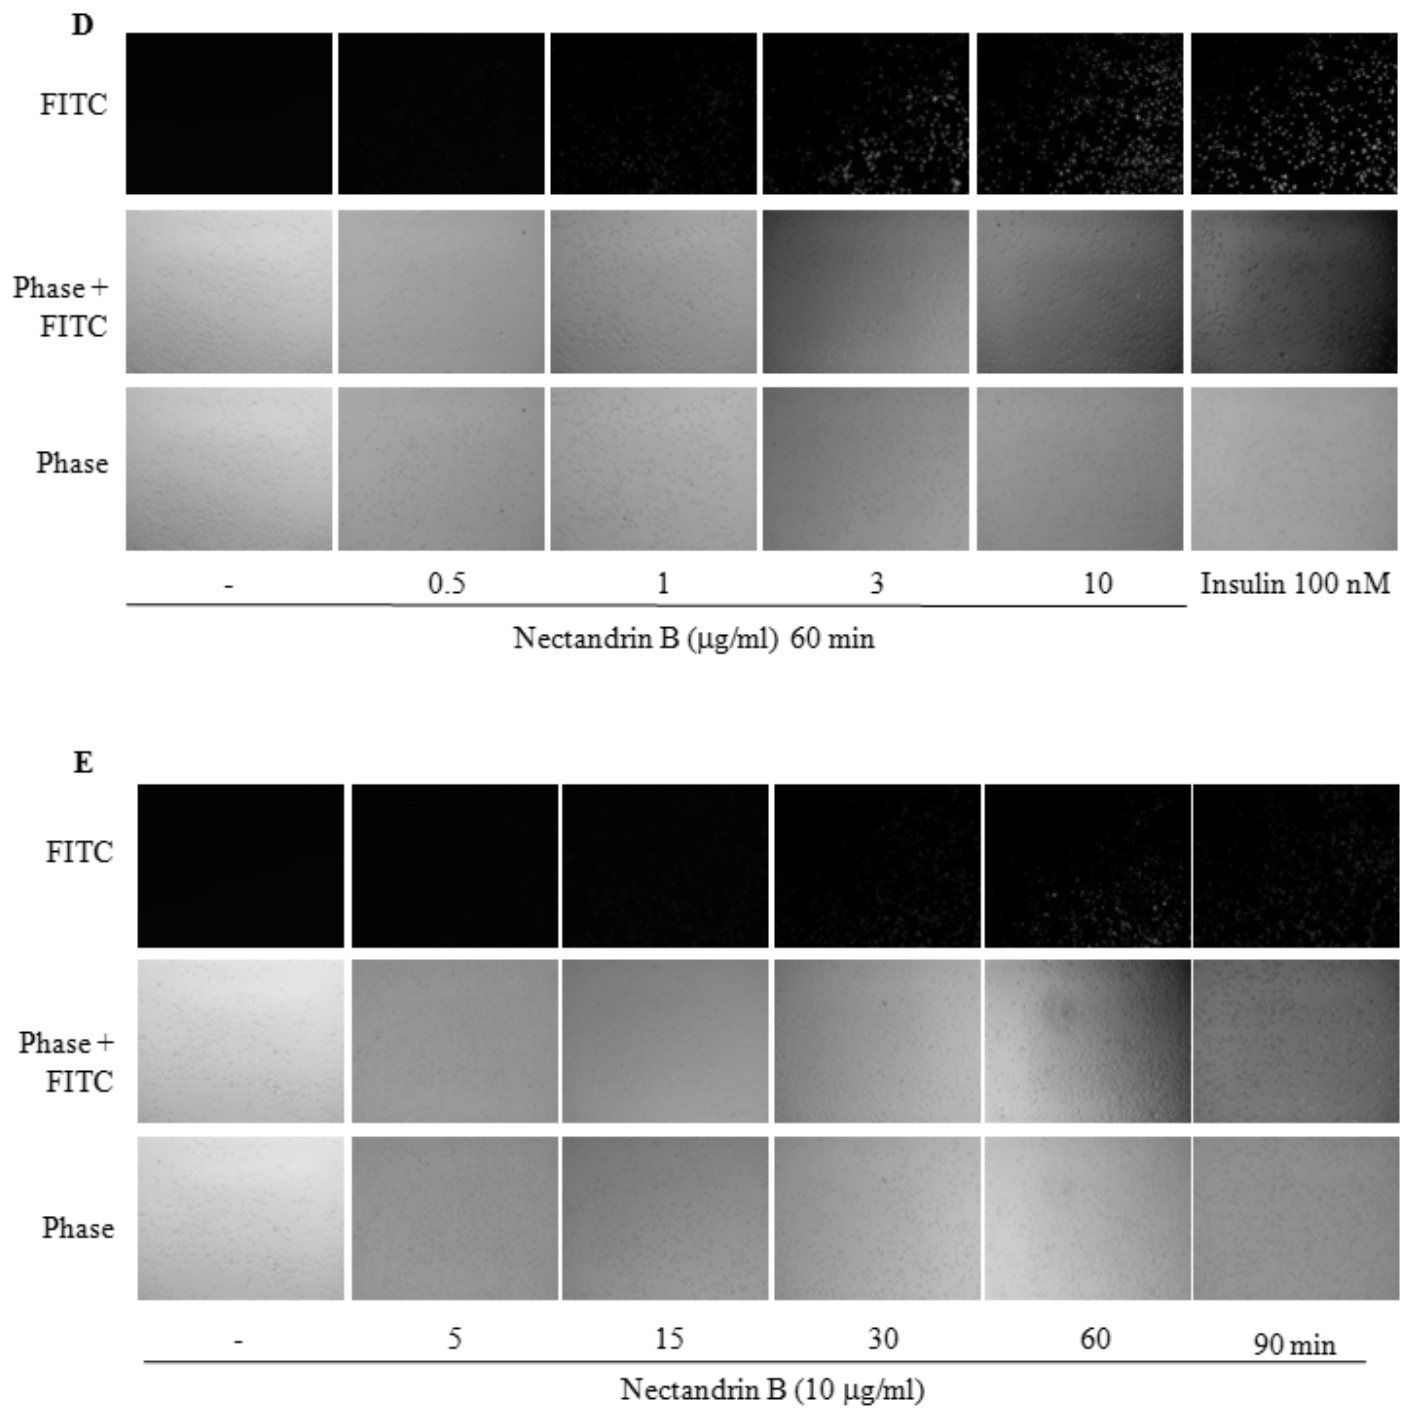 D
FITC
Phase +
FITC
Phase
- 0.5 1 3 10 Insulin 100 nM
Nectandrin B (μg/ml) 60 min
E
FITC
Phase +
FITC
Phase
- 5 15 30 60 90 min
Nectandrin B (10 μg/ml)